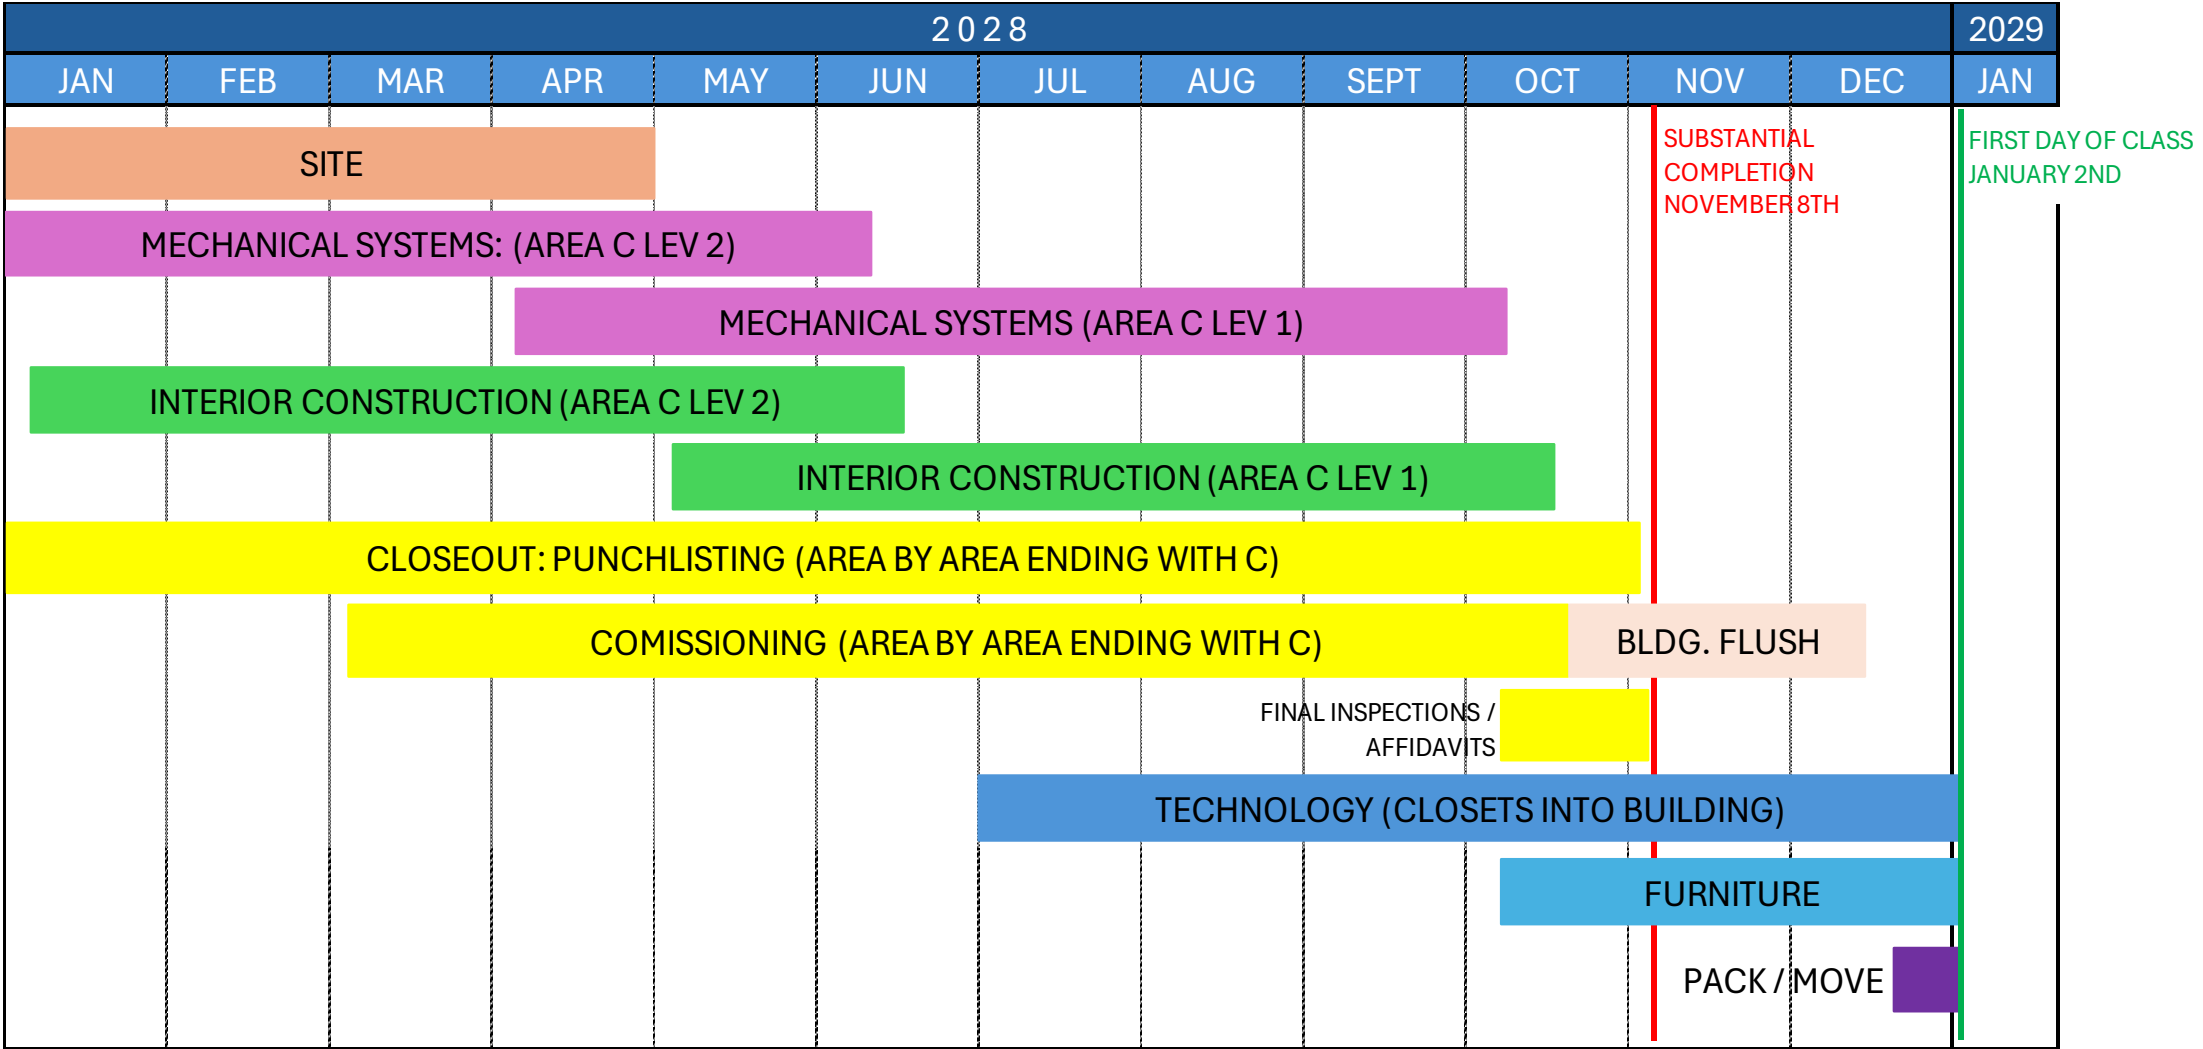 2028 2029
JAN FEB MAR APR MAY JUN JUL AUG SEPT OCT NOV DEC JAN
SITE
SUBSTANTIAL
COMPLETION
NOVEMBER 8TH
FIRST DAY OF CLASS
JANUARY 2ND
MECHANICAL SYSTEMS: (AREA C LEV 2)
MECHANICAL SYSTEMS (AREA C LEV 1)
INTERIOR CONSTRUCTION (AREA C LEV 2)
INTERIOR CONSTRUCTION (AREA C LEV 1)
CLOSEOUT: PUNCHLISTING (AREA BY AREA ENDING WITH C)
COMISSIONING (AREA BY AREA ENDING WITH C) BLDG. FLUSH
FINAL INSPECTIONS /
AFFIDAVITS
TECHNOLOGY (CLOSETS INTO BUILDING)
FURNITURE
PACK / MOVE